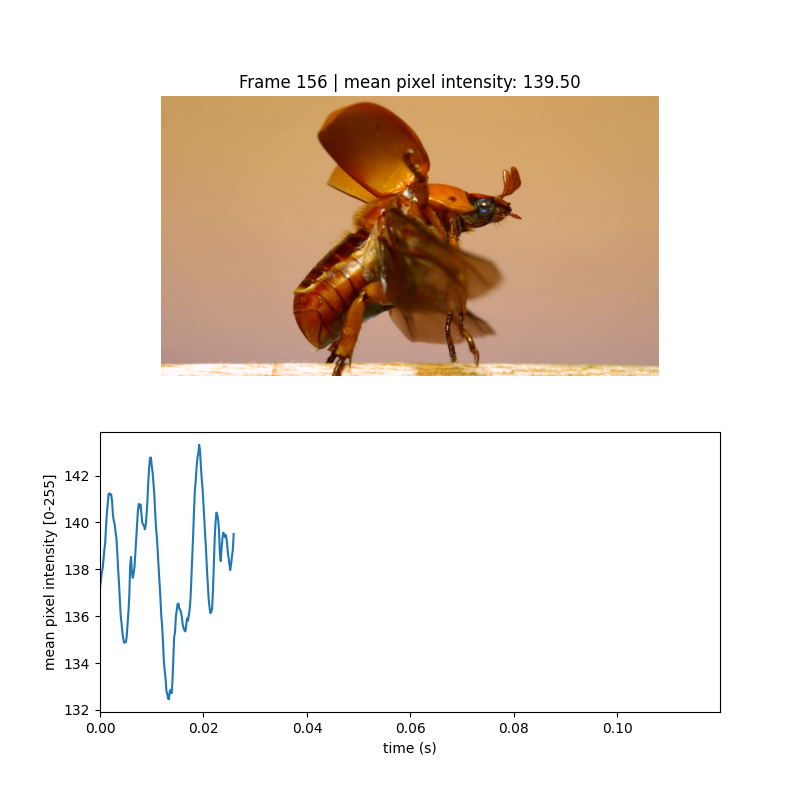 Frame 156 | mean pixel intensity: 139.50
mean pixel intensity [0-255]
142
140
138
136
134
132
0.00 0.02 0.04 0.06 0.08 0.10
time (s)